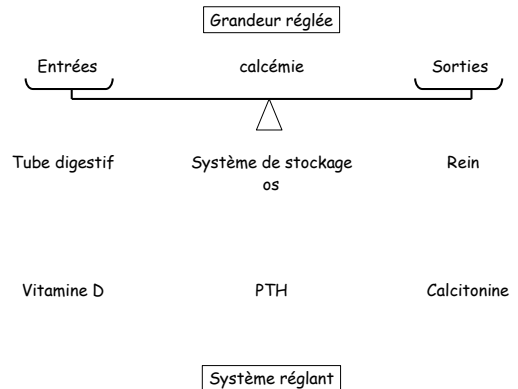 Grandeur réglée
Entrées calcémie Sorties
Tube digestif Système de stockage Rein
os
Vitamine D PTH Calcitonine
Système réglant